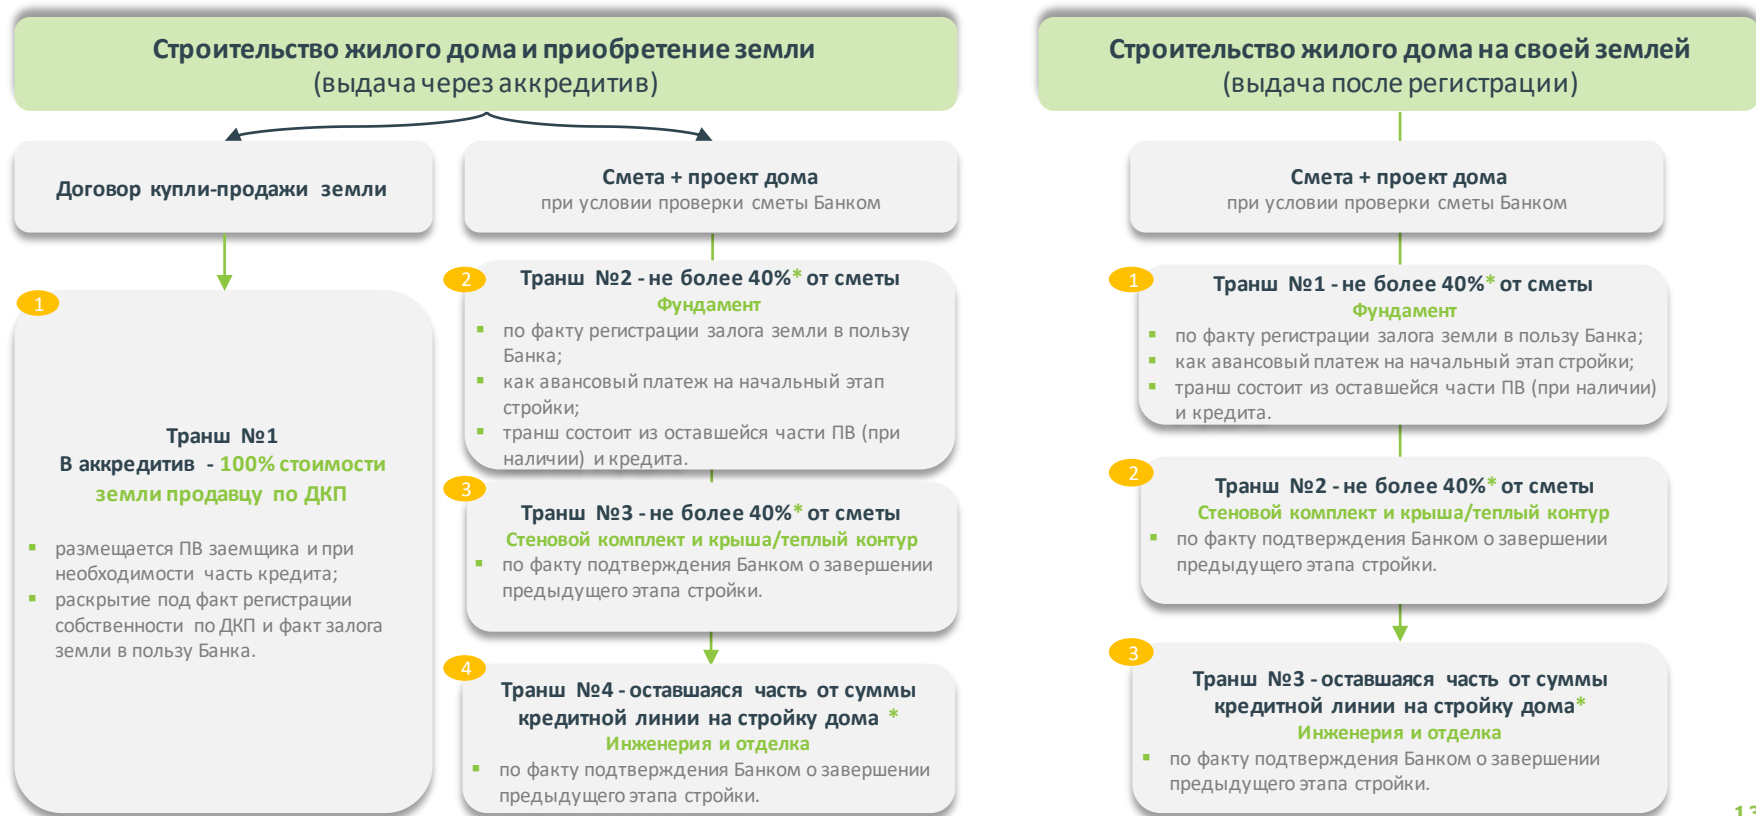 Строительство жилого дома и приобретение земли
(выдача через аккредитив)
Договор купли-продажи земли
Смета + проект дома
при условии проверки сметы Банком
1
Транш №1
В аккредитив - 100% стоимости
земли продавцу по ДКП
▪ размещается ПВ заемщика и при
необходимости часть кредита;
▪ раскрытие под факт регистрации
собственности по ДКП и факт залога
земли в пользу Банка.
2
Транш №2 - не более 40%* от сметы
Фундамент
▪ по факту регистрации залога земли в пользу
Банка;
▪ как авансовый платеж на начальный этап
стройки;
▪ транш состоит из оставшейся части ПВ (при
наличии) и кредита.
3
Транш №3 - не более 40%* от сметы
Стеновой комплект и крыша/теплый контур
▪ по факту подтверждения Банком о завершении
предыдущего этапа стройки.
4
Транш №4 - оставшаяся часть от суммы
кредитной линии на стройку дома *
Инженерия и отделка
▪ по факту подтверждения Банком о завершении
предыдущего этапа стройки.
Строительство жилого дома на своей землей
(выдача после регистрации)
Смета + проект дома
при условии проверки сметы Банком
1
Транш №1 - не более 40%* от сметы
Фундамент
▪ по факту регистрации залога земли в пользу Банка;
▪ как авансовый платеж на начальный этап стройки;
▪ транш состоит из оставшейся части ПВ (при наличии)
и кредита.
2
Транш №2 - не более 40%* от сметы
Стеновой комплект и крыша/теплый контур
▪ по факту подтверждения Банком о завершении
предыдущего этапа стройки.
3
Транш №3 - оставшаяся часть от суммы
кредитной линии на стройку дома*
Инженерия и отделка
▪ по факту подтверждения Банком о завершении
предыдущего этапа стройки.